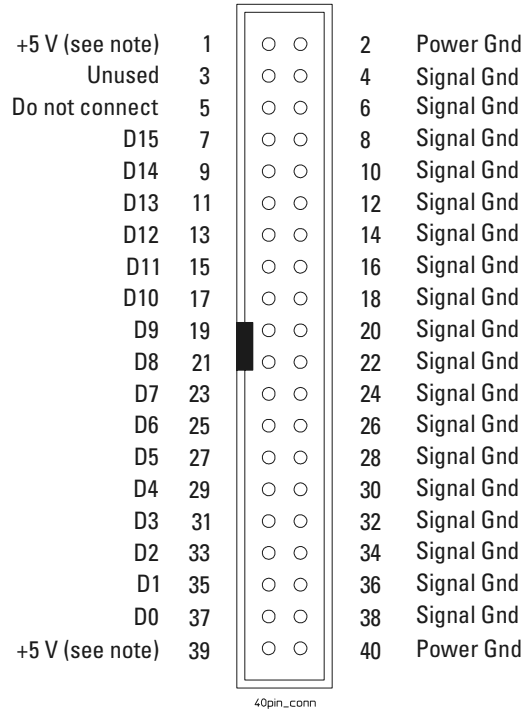 +5 V (see note) 1 2 Power Gnd
Unused 3 4 Signal Gnd
Do not connect 5 6 Signal Gnd
D15 7 8 Signal Gnd
D14 9 10 Signal Gnd
D13 11 12 Signal Gnd
D12 13 14 Signal Gnd
D11 15 16 Signal Gnd
D10 17 18 Signal Gnd
D9 19 20 Signal Gnd
D8 21 22 Signal Gnd
D7 23 24 Signal Gnd
D6 25 26 Signal Gnd
D5 27 28 Signal Gnd
D4 29 30 Signal Gnd
D3 31 32 Signal Gnd
D2 33 34 Signal Gnd
D1 35 36 Signal Gnd
D0 37 38 Signal Gnd
+5 V (see note) 39 40 Power Gnd
40pin_conn